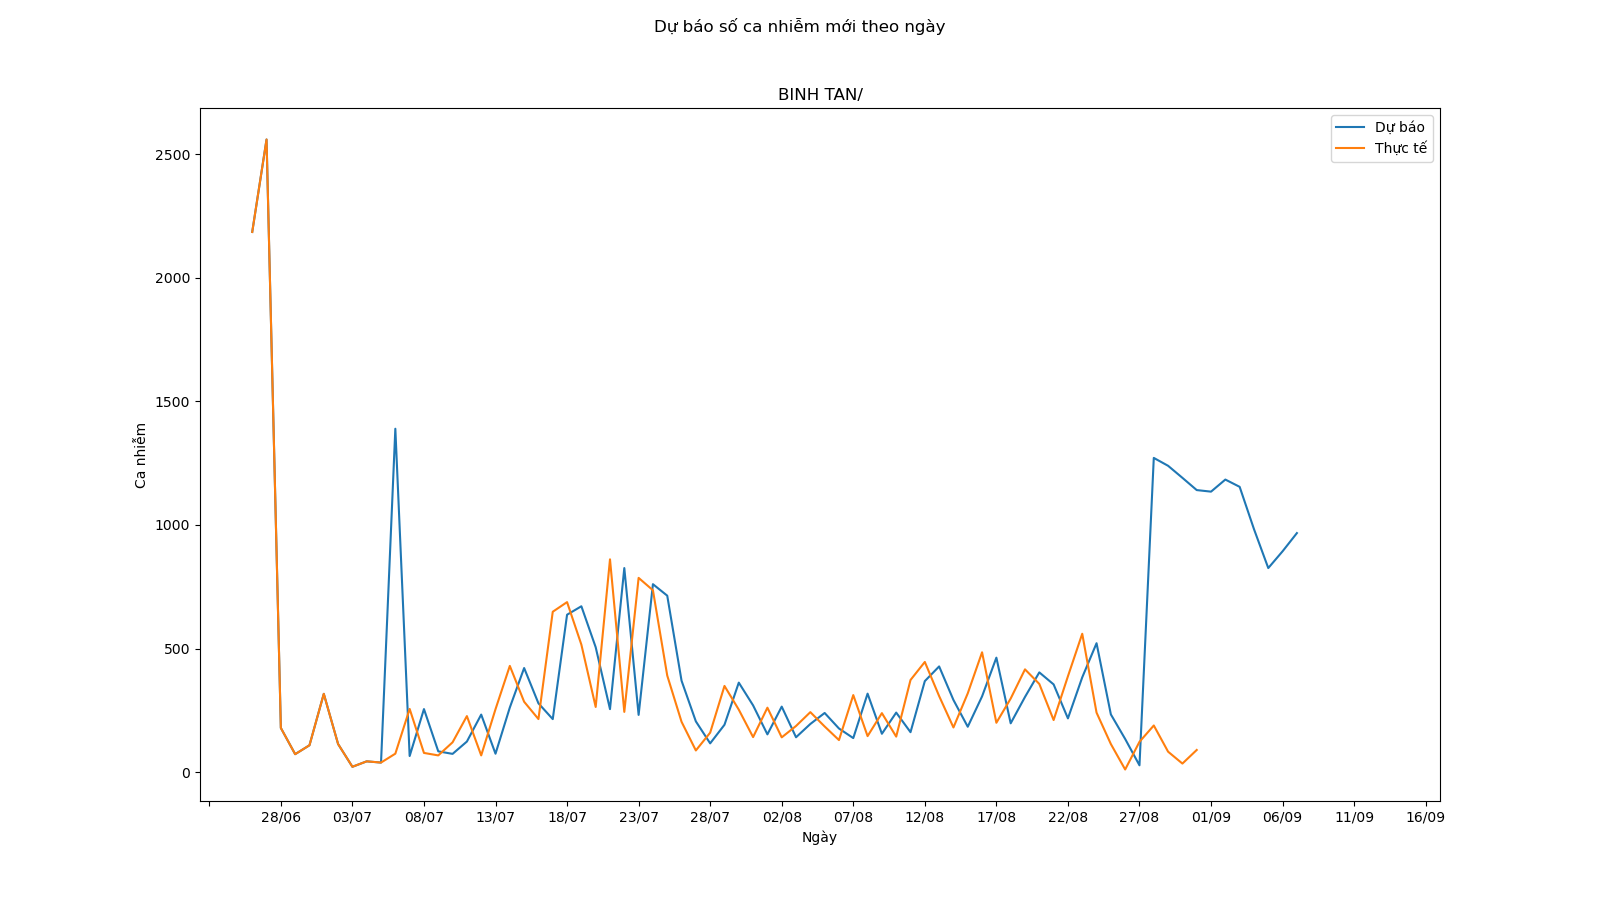 Dự báo số ca nhiễm mới theo ngày
BINH TAN/
Dự báo
Thực tế
2500
2000
1500
1000
500
0
Ca nhiễm
28/06 03/07 08/07 13/07 18/07 23/07 28/07 02/08 07/08 12/08 17/08 22/08 27/08 01/09 06/09 11/09 16/09
Ngày